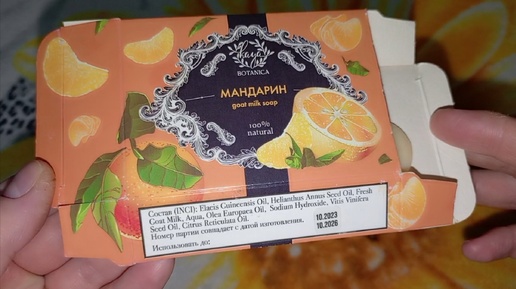 BOTANICA
МАНДАРИН
goat milk soap
100%
natural
Состав (INCI): Elaeis Guineensis Oil, Helianthus Annus Seed Oil, Fresh
Goat Milk, Aqua, Olea Europaea Oil, Sodium Hydroxide, Vitis Vinifera
Seed Oil, Citrus Reticulata Oil.
Номер партии совпадает с датой изготовления.
10.2023
Использовать до:
10.2026